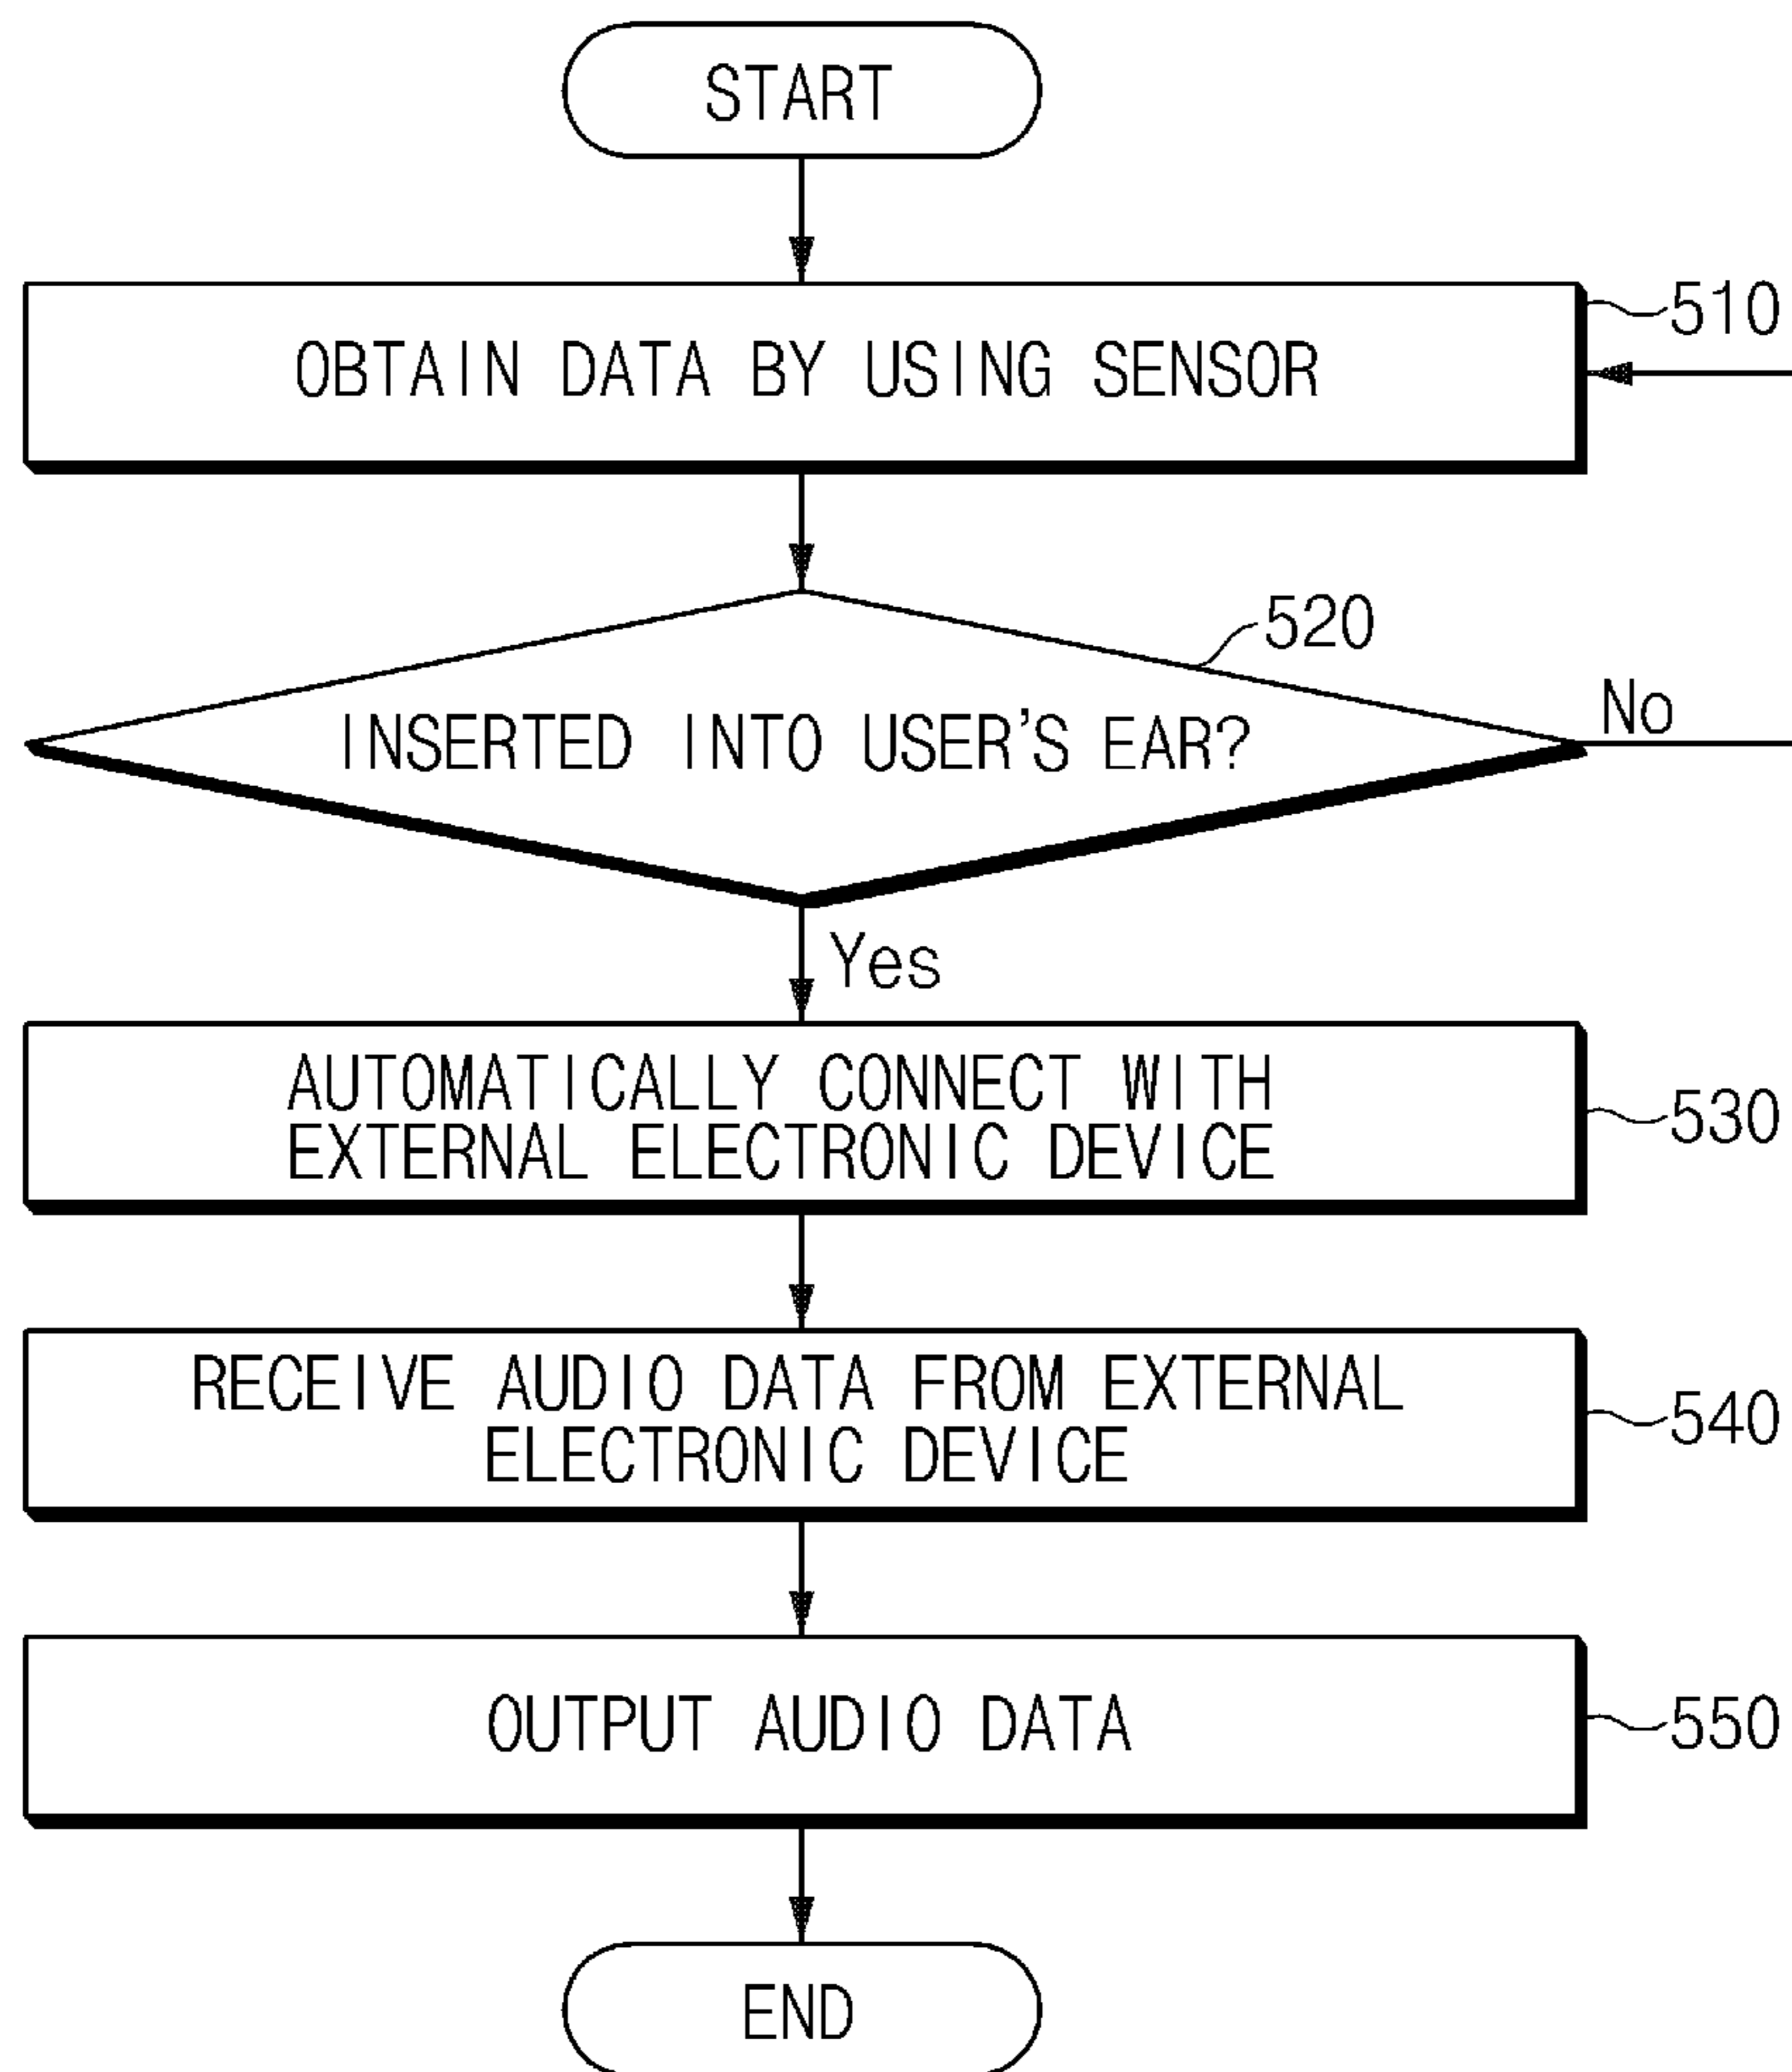 START
510
OBTAIN DATA BY USING SENSOR
520
INSERTED INTO USER'S EAR?
No
Yes
AUTOMATICALLY CONNECT WITH
EXTERNAL ELECTRONIC DEVICE
530
RECEIVE AUDIO DATA FROM EXTERNAL
ELECTRONIC DEVICE
540
OUTPUT AUDIO DATA
550
END